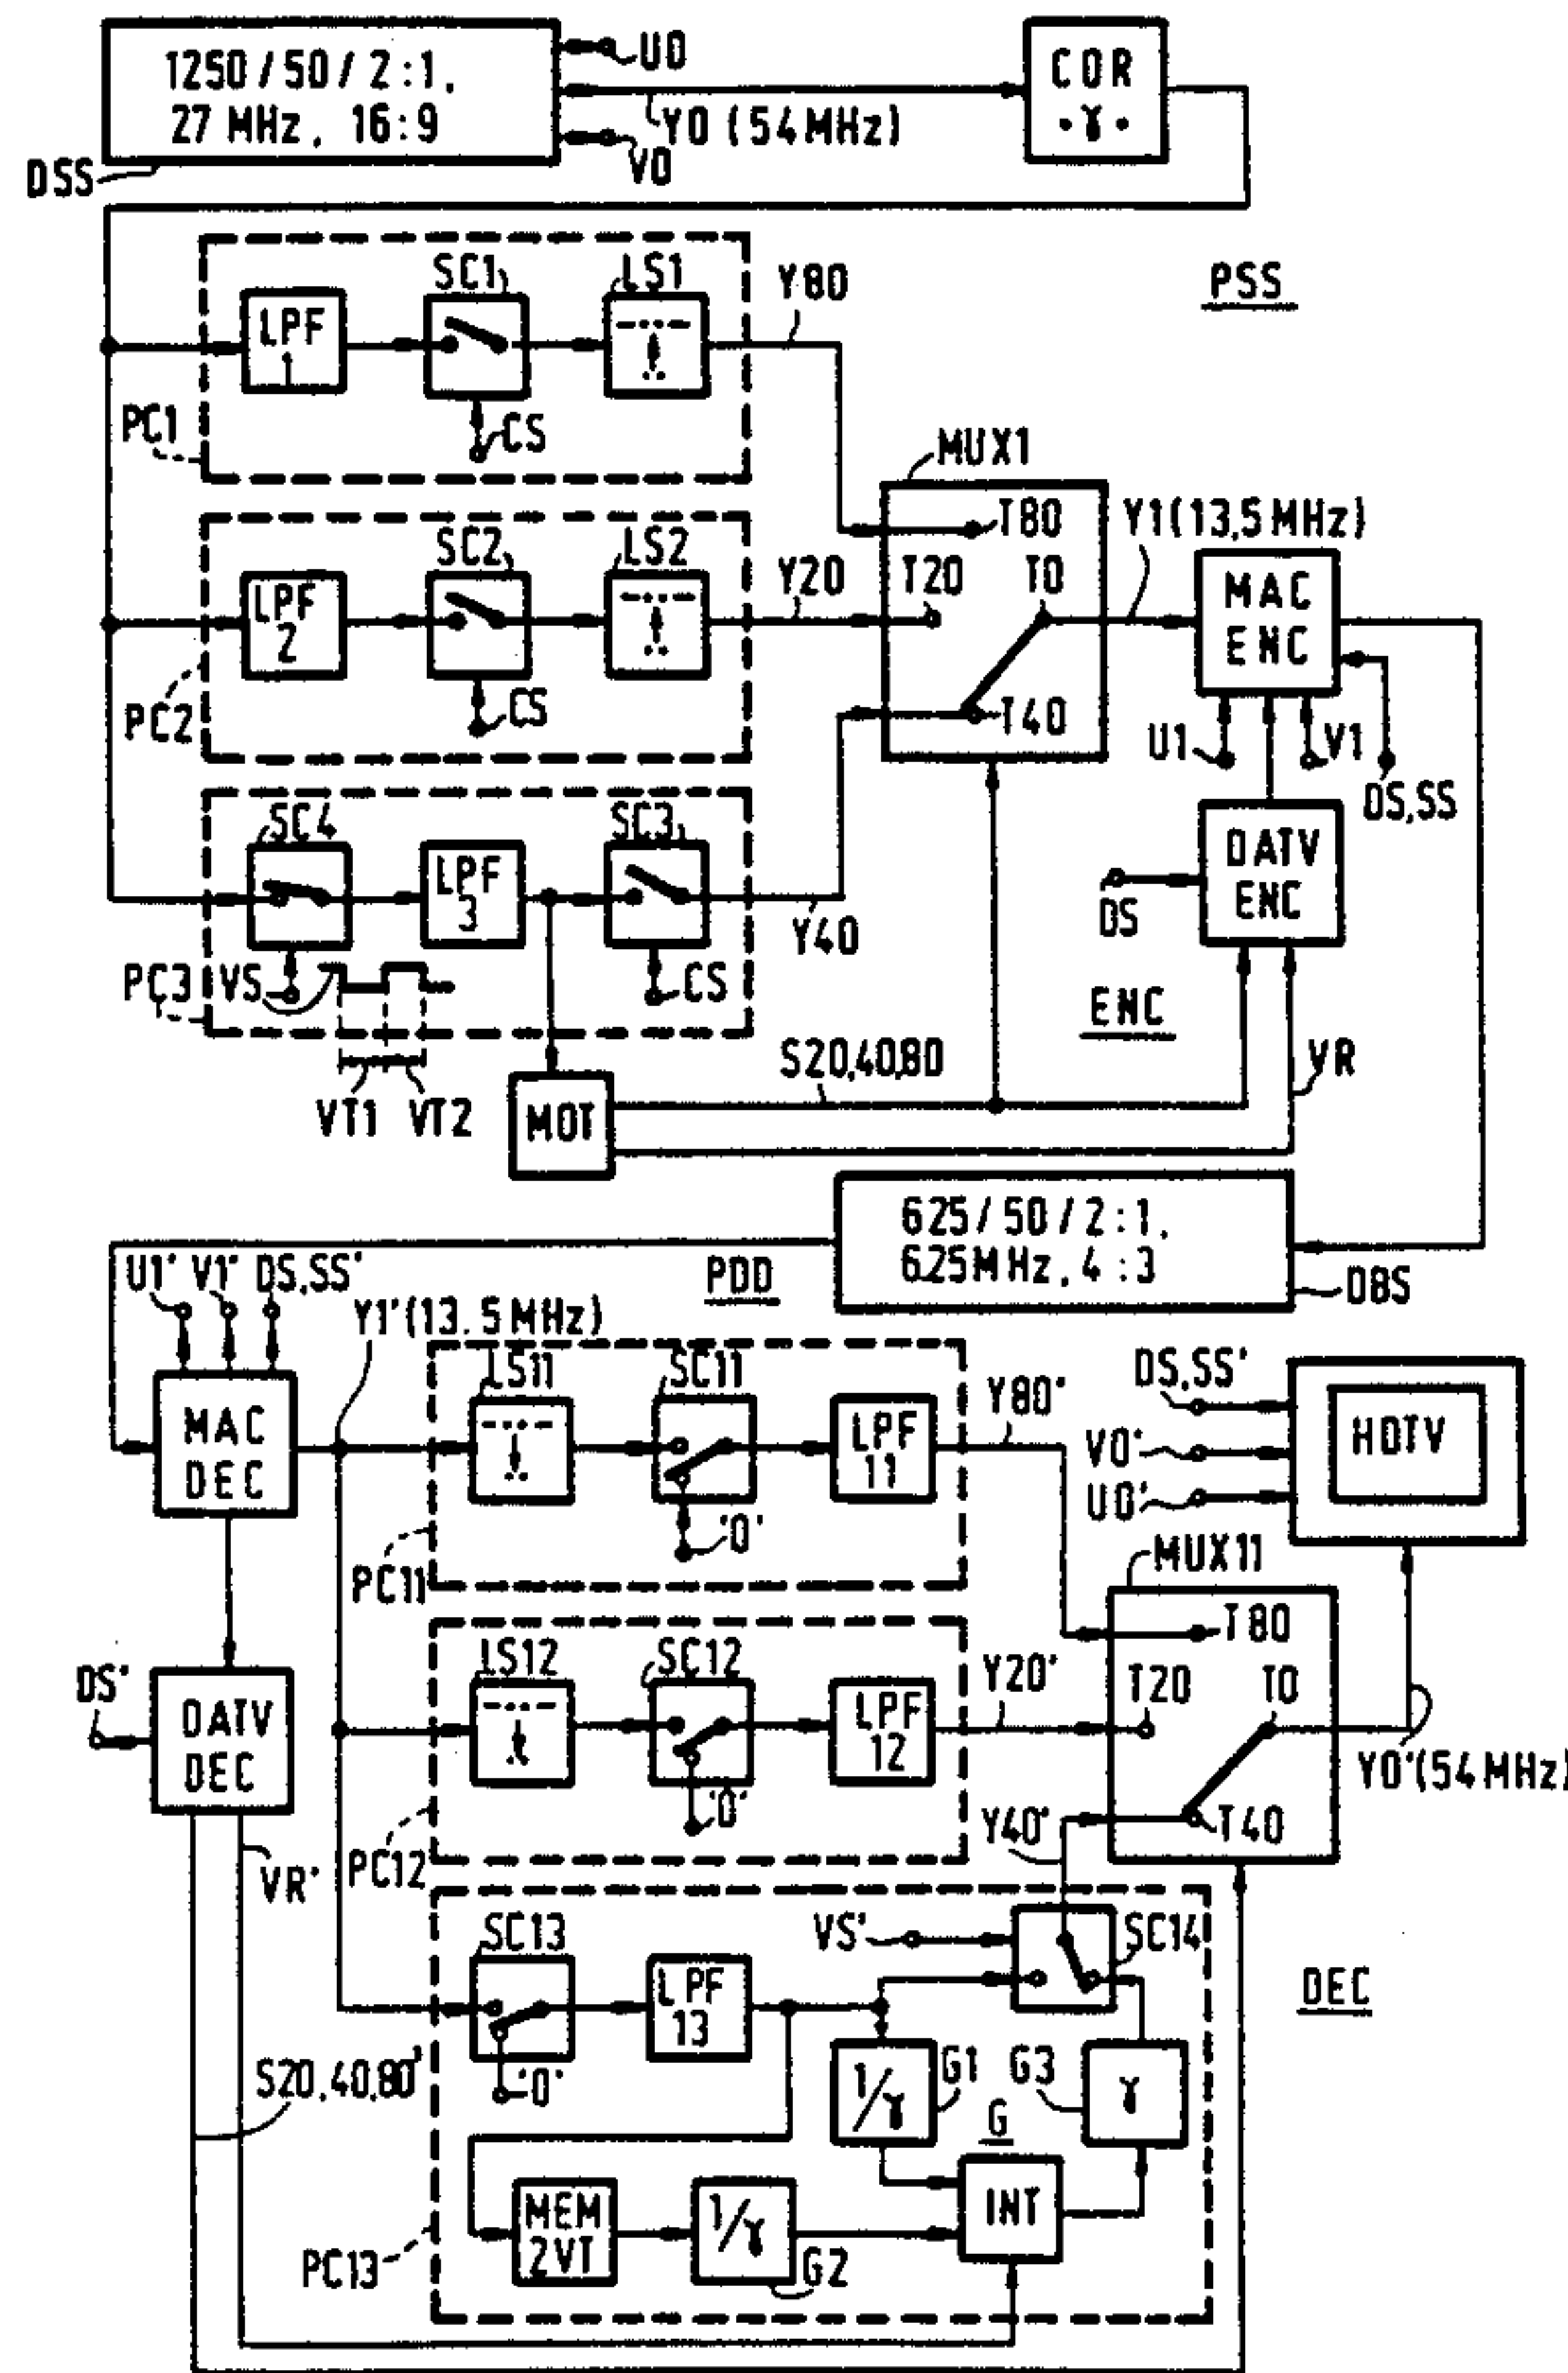 1250/50/2:1,
27 MHz, 16:9
U0
Y0 (54MHz)
V0
DSS
COR
·γ·
PSS
SC1
LS1
Y80
LPF
1
PC1
CS
MUX1
SC2
LS2
Y20
LPF
2
PC2
CS
T80
T20
T0
T40
Y1(13,5MHz)
MAC
ENC
U1
V1
DS,SS
SC4
LPF
3
SC3
Y40
PC3
VS
CS
VT1
VT2
MOT
S20,40,80
DATV
ENC
DS
ENC
VR
625/50/2:1,
6.25MHz, 4:3
DBS
PDD
U1' V1' DS,SS'
Y1'(13.5MHz)
MAC
DEC
LS11
SC11
LPF
11
Y80'
'0'
PC11
DS,SS'
V0'
U0'
HDTV
MUX11
T80
T20
T0
T40
Y0'(54MHz)
LS12
SC12
LPF
12
Y20'
'0'
PC12
DS'
DATV
DEC
VR'
Y40'
SC13
LPF
13
'0'
VS'
SC14
DEC
S20,40,80'
1/γ
G1
G3
γ
G
MEM
2VT
1/γ
G2
INT
PC13